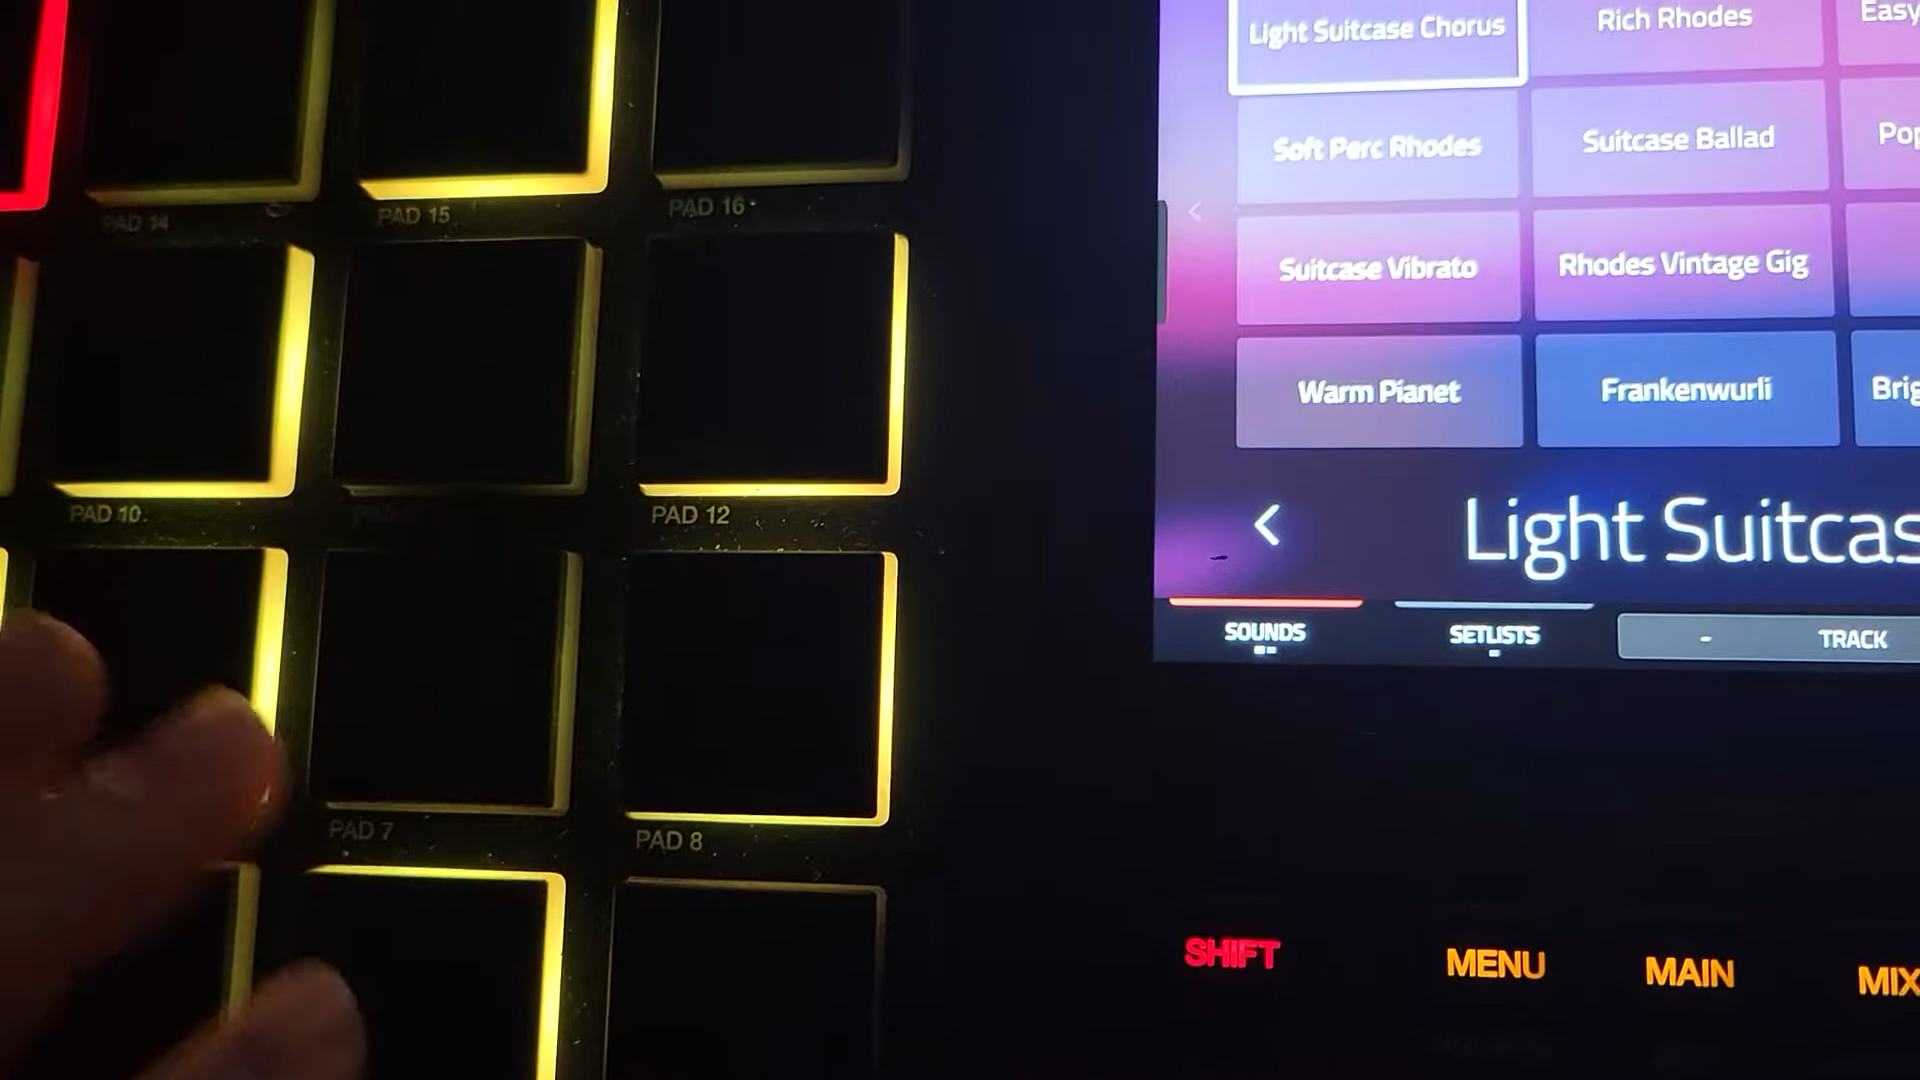 Light Suitcase Chorus
Rich Rhodes
Easy
Soft Perc Rhodes
Suitcase Ballad
Pop
Suitcase Vibrato
Rhodes Vintage Gig
Warm Pianet
Frankenwurli
Brig
Light Suitcas
SOUNDS
SETLISTS
- TRACK
PAD 14
PAD 15
PAD 16
PAD 10
PAD 12
PAD 7
PAD 8
SHIFT
MENU
MAIN
MIX